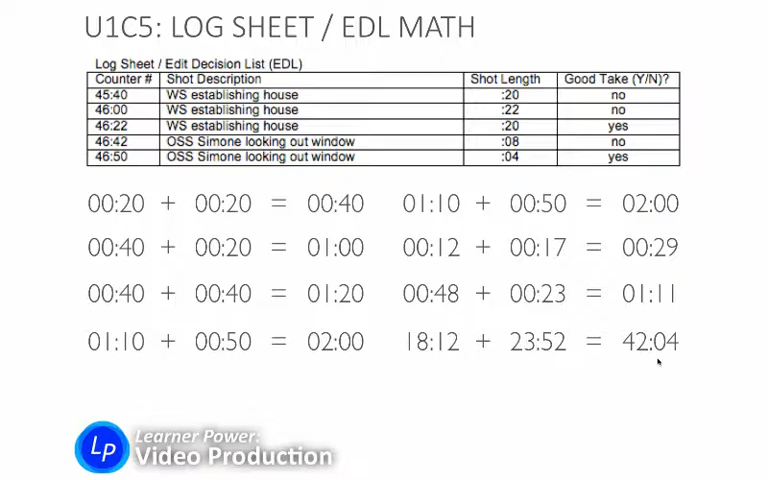 U1C5: LOG SHEET / EDL MATH
Log Sheet / Edit Decision List (EDL)
Counter # Shot Description Shot Length Good Take (Y/N)?
45:40 WS establishing house :20 no
46:00 WS establishing house :22 no
46:22 WS establishing house :20 yes
46:42 OSS Simone looking out window :08 no
46:50 OSS Simone looking out window :04 yes
00:20 + 00:20 = 00:40 01:10 + 00:50 = 02:00
00:40 + 00:20 = 01:00 00:12 + 00:17 = 00:29
00:40 + 00:40 = 01:20 00:48 + 00:23 = 01:11
01:10 + 00:50 = 02:00 18:12 + 23:52 = 42:04
LP
Learner Power:
Video Production